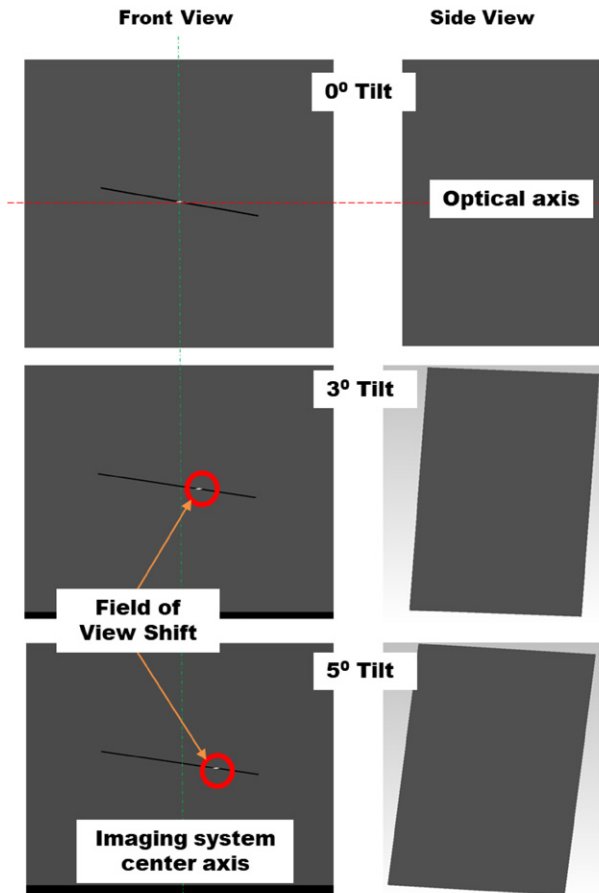 Front View
Side View
0⁰ Tilt
Optical axis
3⁰ Tilt
Field of
View Shift
5⁰ Tilt
Imaging system
center axis